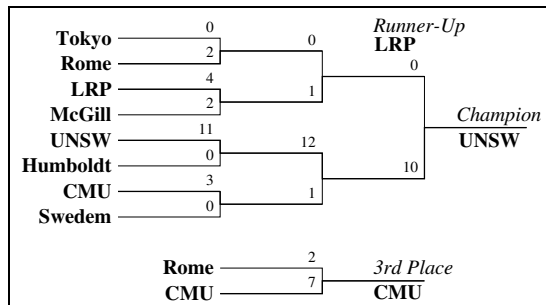 Tokyo 0
Rome 2
LRP 4
McGill 2
UNSW 11
Humboldt 0
CMU 3
Swedem 0
0
1
12
1
Runner-Up
LRP 0
10
Champion
UNSW
Rome 2
CMU 7
3rd Place
CMU